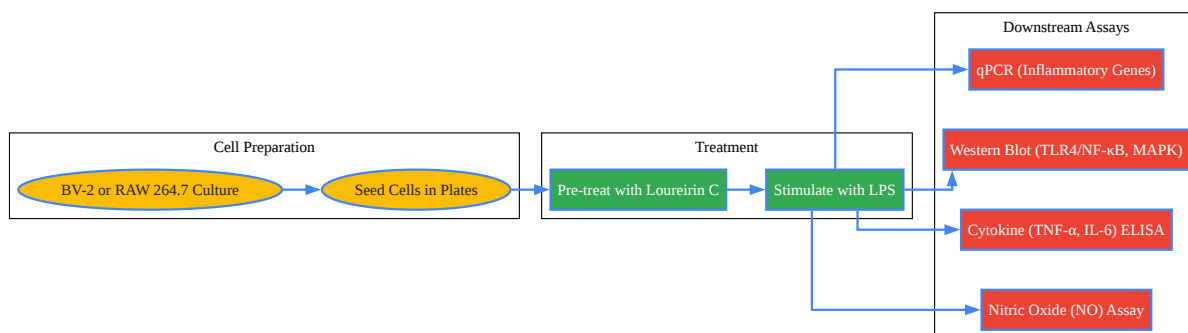 Cell Preparation
BV-2 or RAW 264.7 Culture
Seed Cells in Plates
Treatment
Pre-treat with Loureirin C
Stimulate with LPS
Downstream Assays
qPCR (Inflammatory Genes)
Western Blot (TLR4/NF-κB, MAPK)
Cytokine (TNF-α, IL-6) ELISA
Nitric Oxide (NO) Assay